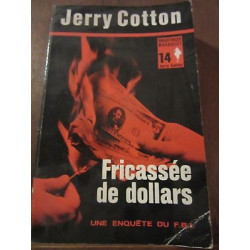 Jerry Cotton
14
Fricassée
de dollars
UNE ENQUÊTE DU F.B.I.